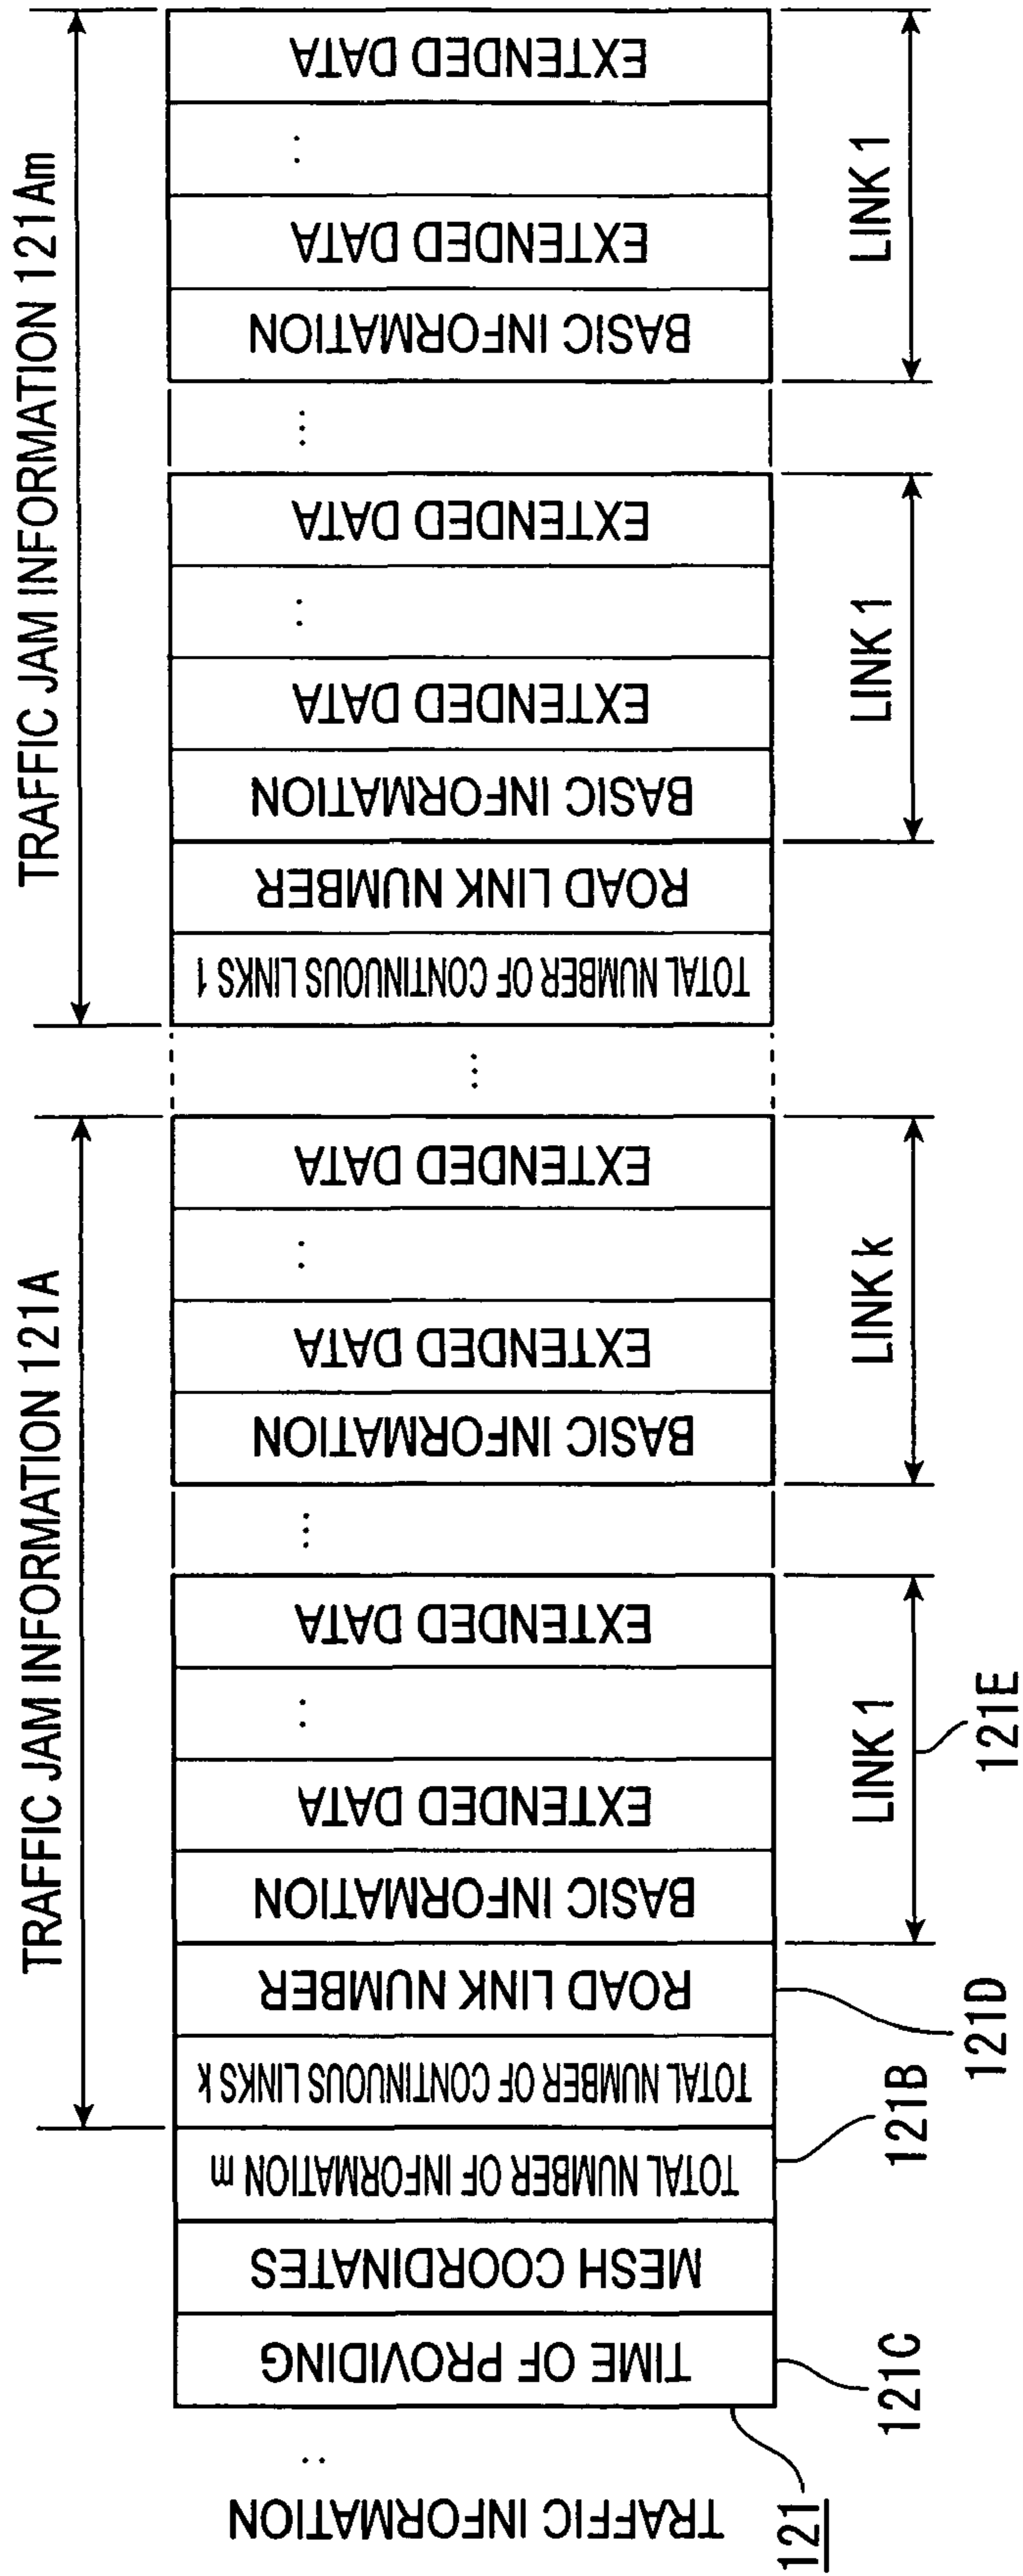 TRAFFIC JAM INFORMATION 121A
TRAFFIC JAM INFORMATION 121Am
TRAFFIC INFORMATION
:
TIME OF PROVIDING
MESH COORDINATES
TOTAL NUMBER OF INFORMATION m
TOTAL NUMBER OF CONTINUOUS LINKS k
ROAD LINK NUMBER
BASIC INFORMATION
EXTENDED DATA
..
EXTENDED DATA
...
BASIC INFORMATION
EXTENDED DATA
..
EXTENDED DATA
...
TOTAL NUMBER OF CONTINUOUS LINKS 1
ROAD LINK NUMBER
BASIC INFORMATION
EXTENDED DATA
..
EXTENDED DATA
...
BASIC INFORMATION
EXTENDED DATA
..
EXTENDED DATA
LINK 1
LINK k
LINK 1
LINK 1
121
121C
121B
121D
121E